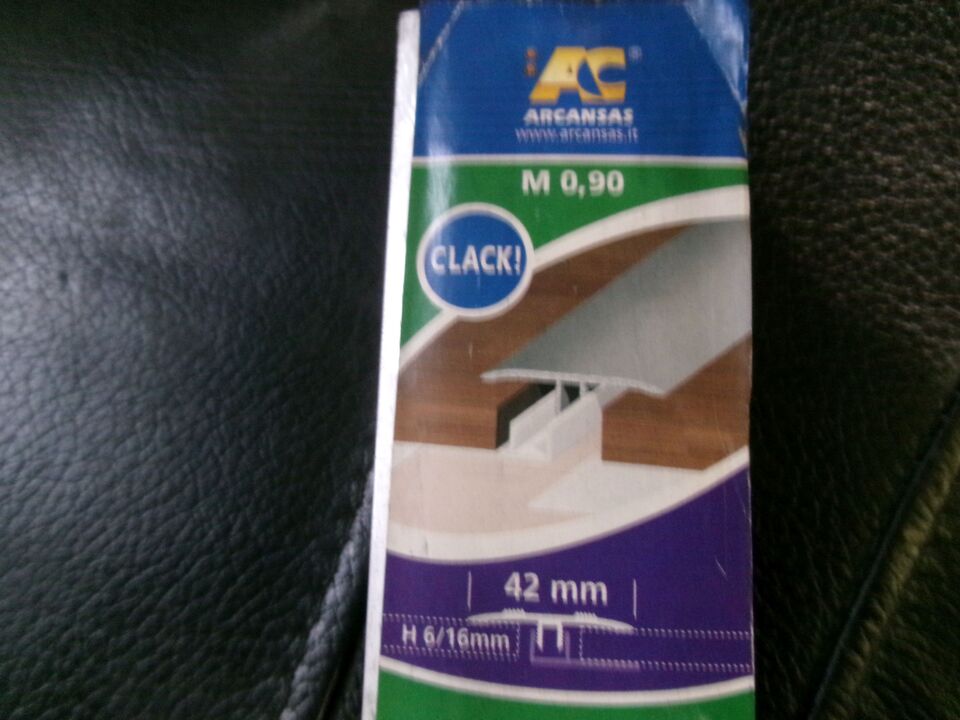 AC®
ARCANSAS
www.arcansas.it
M 0,90
CLACK!
42 mm
H 6/16mm